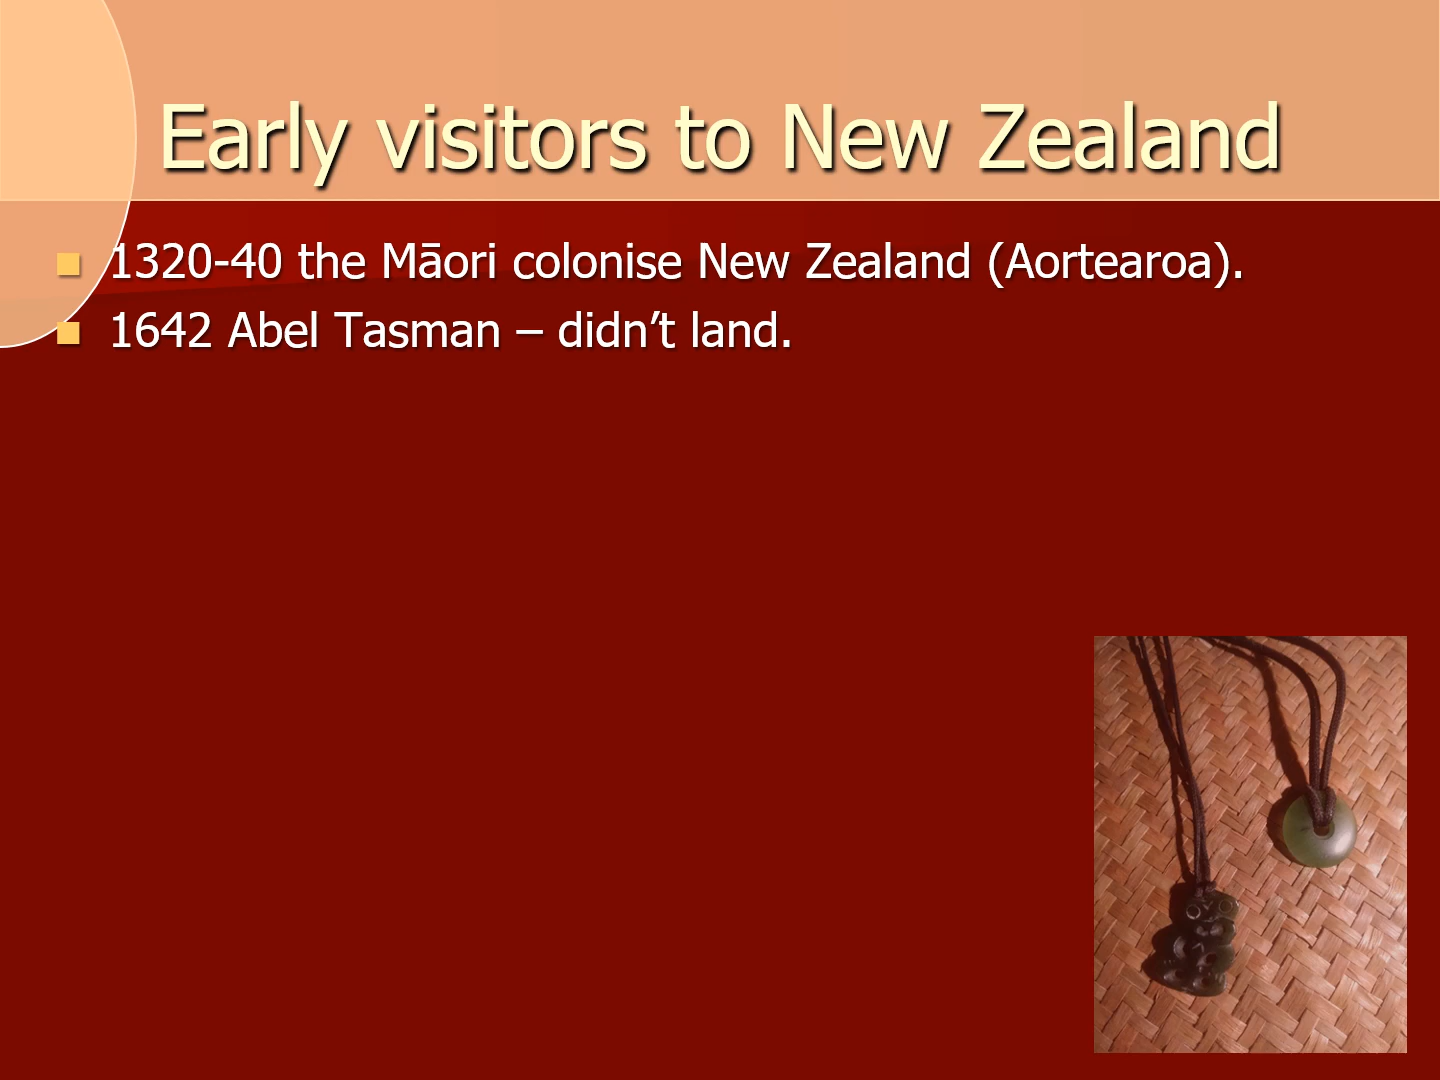 Early visitors to New Zealand
1320-40 the Māori colonise New Zealand (Aortearoa).
1642 Abel Tasman – didn’t land.